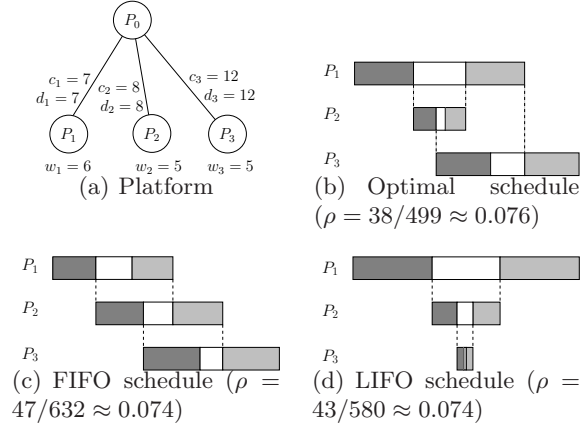 P₀
c₁ = 7
d₁ = 7
c₂ = 8
d₂ = 8
c₃ = 12
d₃ = 12
P₁
P₂
P₃
w₁ = 6
w₂ = 5
w₃ = 5
(a) Platform
P₁
P₂
P₃
(b) Optimal schedule
(ρ = 38/499 ≈ 0.076)
P₁
P₂
P₃
(c) FIFO schedule (ρ =
47/632 ≈ 0.074)
P₁
P₂
P₃
(d) LIFO schedule (ρ =
43/580 ≈ 0.074)